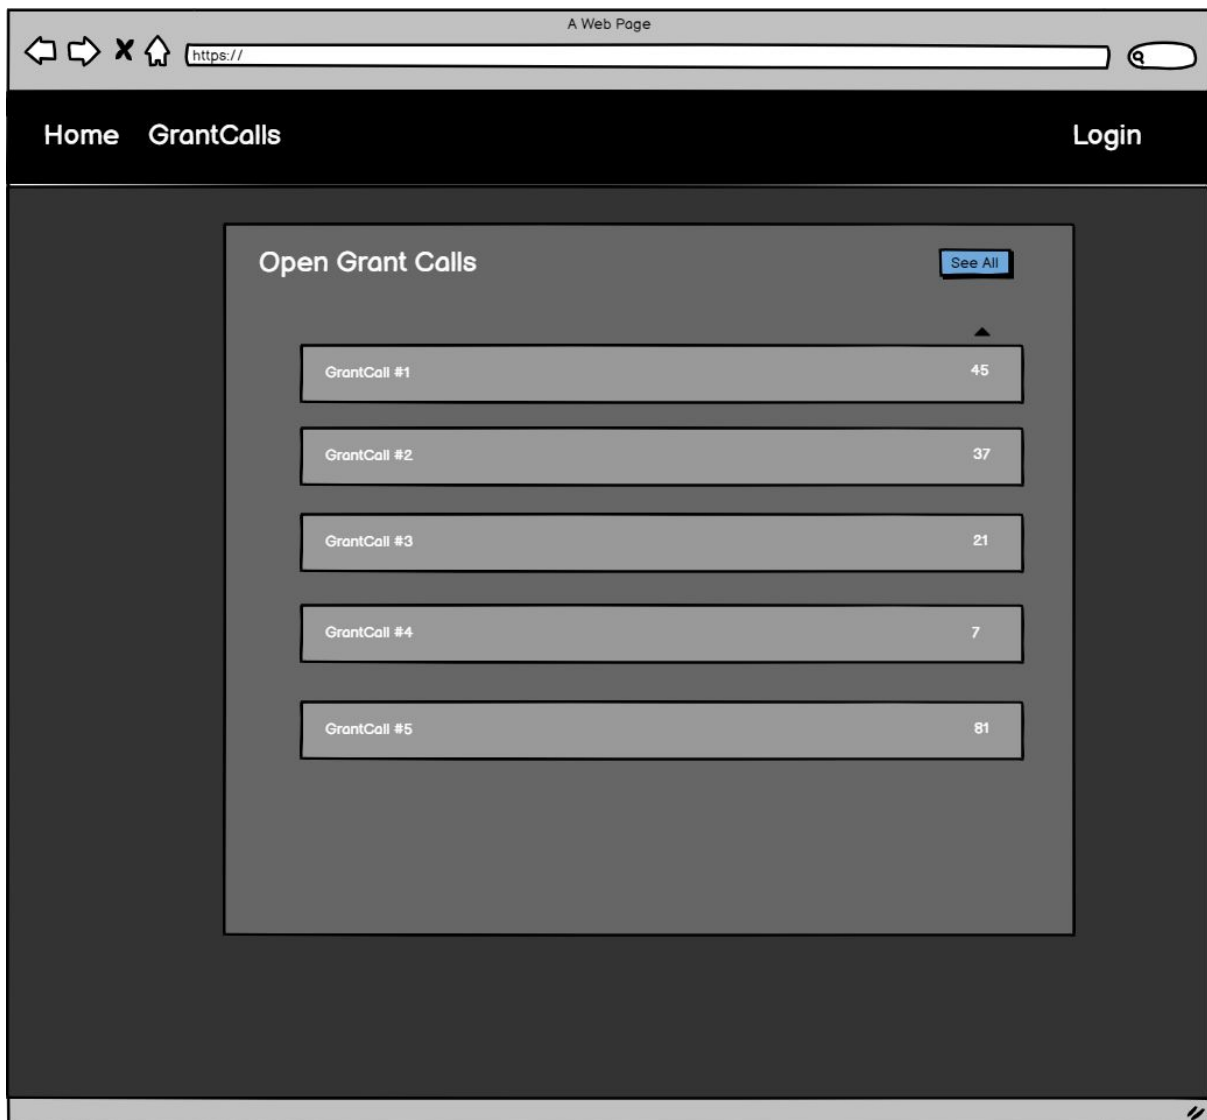 A Web Page
https://
Home GrantCalls Login
Open Grant Calls See All
GrantCall #1 45
GrantCall #2 37
GrantCall #3 21
GrantCall #4 7
GrantCall #5 81